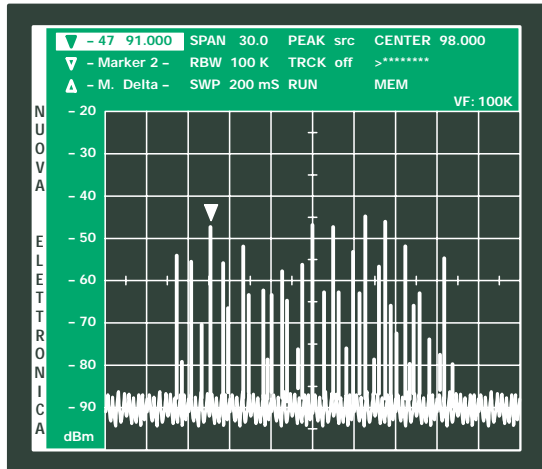 ▼ – 47 91.000 SPAN 30.0 PEAK src CENTER 98.000
– Marker 2 – RBW 100 K TRCK off >********
– M. Delta – SWP 200 mS RUN MEM
VF: 100K
NUOVA ELETTRONICA
– 20
– 30
– 40
– 50
– 60
– 70
– 80
– 90
dBm